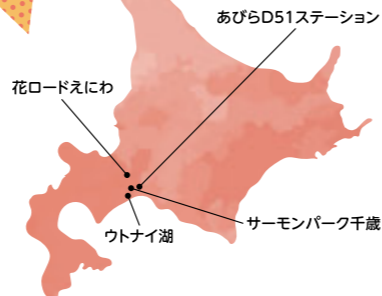 あびらD51ステーション
花ロードえにわ
サーモンパーク千歳
ウトナイ湖